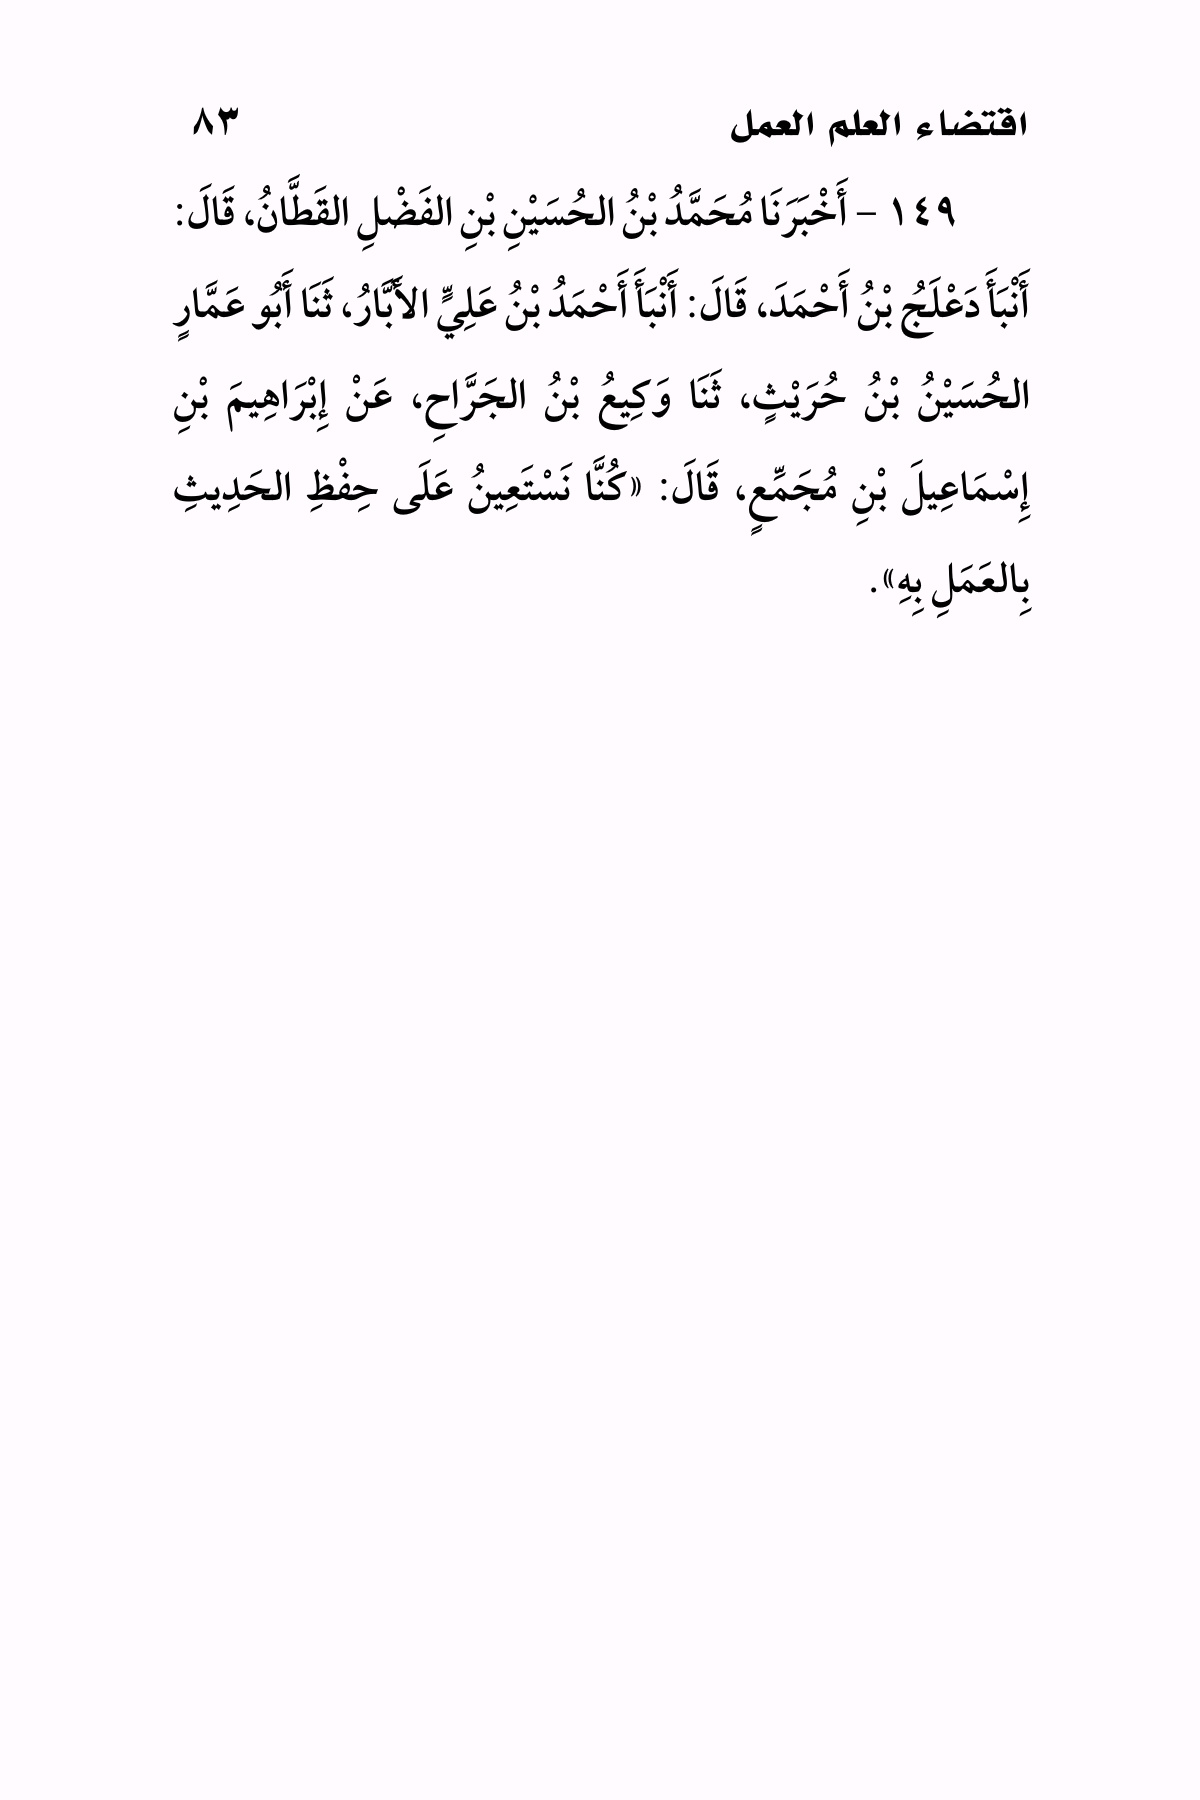 اقتضاء العلم العمل ٨٣
١٤٩ – أَخْبَرَنَا مُحَمَّدُ بْنُ الحُسَيْنِ بْنِ الفَضْلِ القَطَّانُ، قَالَ:
أَنْبَأَ دَعْلَجُ بْنُ أَحْمَدَ، قَالَ: أَنْبَأَ أَحْمَدُ بْنُ عَلِيٍّ الأَبَّارُ، ثَنَا أَبُو عَمَّارٍ
الحُسَيْنُ بْنُ حُرَيْثٍ، ثَنَا وَكِيعُ بْنُ الجَرَّاحِ، عَنْ إِبْرَاهِيمَ بْنِ
إِسْمَاعِيلَ بْنِ مُجَمِّعٍ، قَالَ: «كُنَّا نَسْتَعِينُ عَلَى حِفْظِ الحَدِيثِ
بِالعَمَلِ بِهِ».